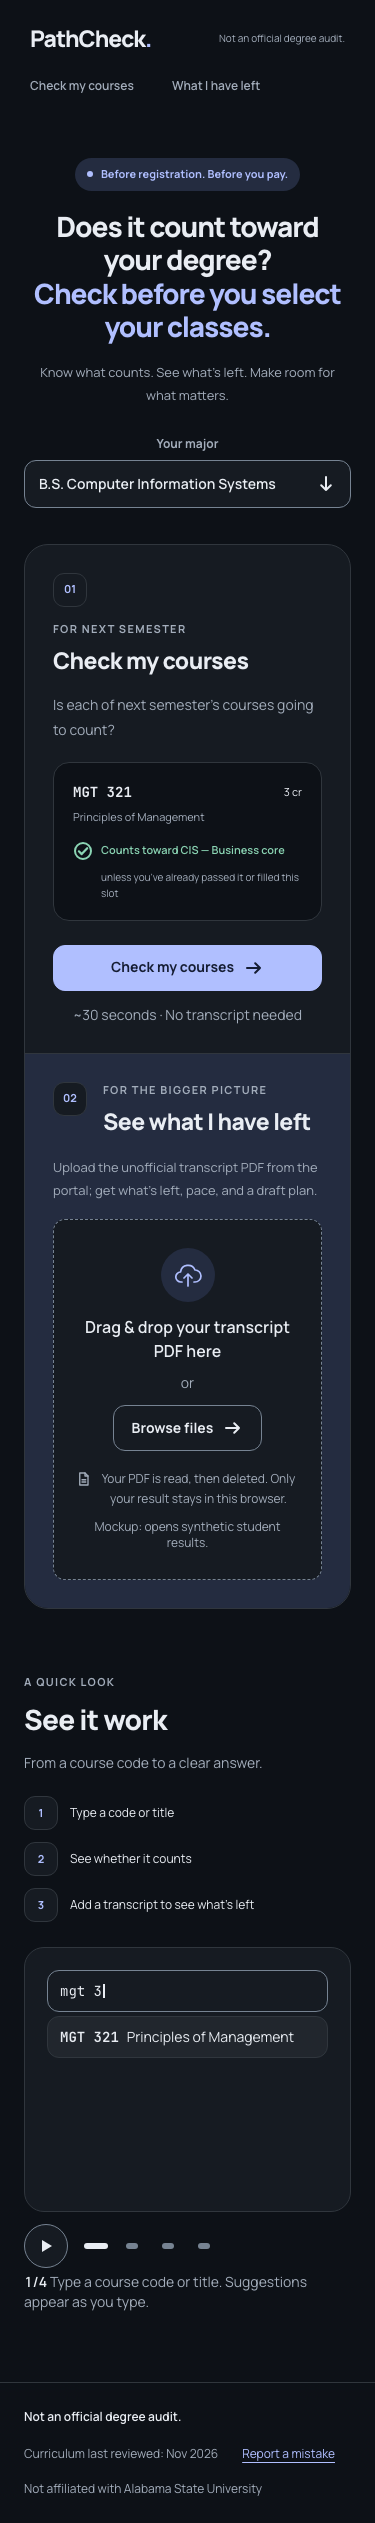 PathCheck.
Not an official degree audit.
Check my courses
What I have left
Before registration. Before you pay.
Does it count toward
your degree?
Check before you select
your classes.
Know what counts. See what's left. Make room for
what matters.
Your major
B.S. Computer Information Systems
01
FOR NEXT SEMESTER
Check my courses
Is each of next semester's courses going
to count?
MGT 321
3 cr
Principles of Management
Counts toward CIS — Business core
unless you've already passed it or filled this
slot
Check my courses
~30 seconds · No transcript needed
02
FOR THE BIGGER PICTURE
See what I have left
Upload the unofficial transcript PDF from the
portal; get what's left, pace, and a draft plan.
Drag & drop your transcript
PDF here
or
Browse files
Your PDF is read, then deleted. Only
your result stays in this browser.
Mockup: opens synthetic student
results.
A QUICK LOOK
See it work
From a course code to a clear answer.
1
Type a code or title
2
See whether it counts
3
Add a transcript to see what's left
mgt 3
MGT 321 Principles of Management
1/4 Type a course code or title. Suggestions
appear as you type.
Not an official degree audit.
Curriculum last reviewed: Nov 2026
Report a mistake
Not affiliated with Alabama State University